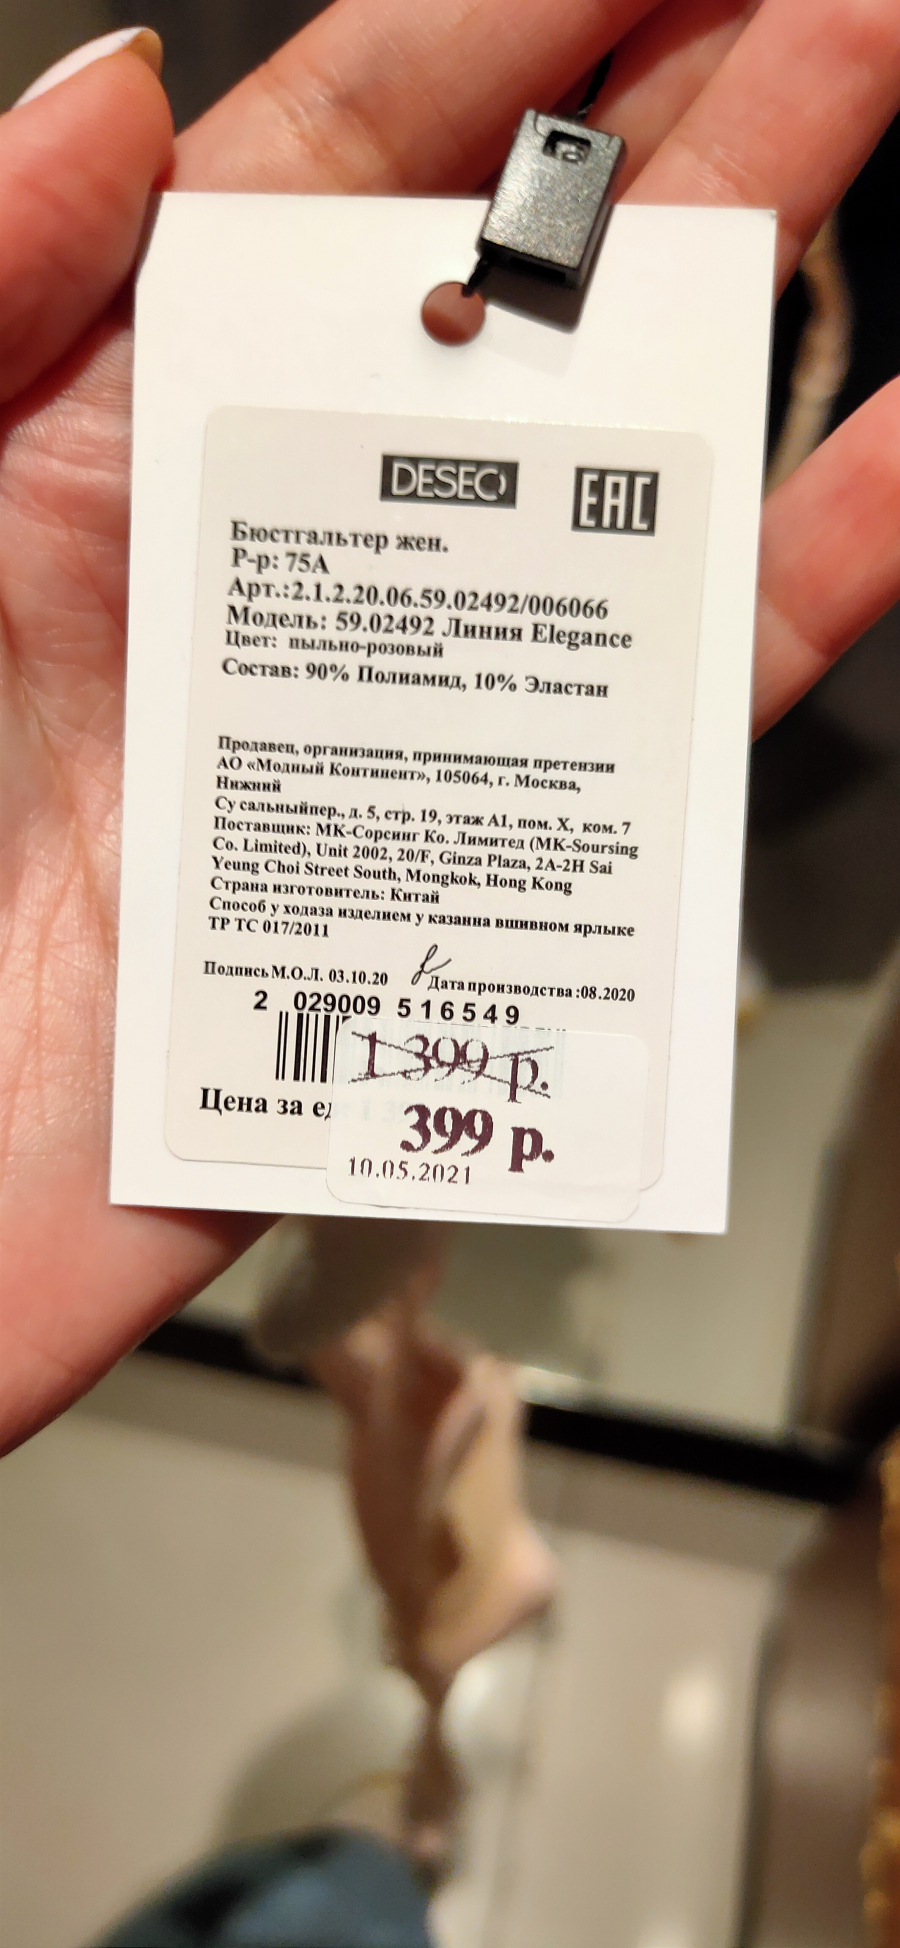 DESEO
EAC
Бюстгальтер жен.
Р-р: 75A
Арт.:2.1.2.20.06.59.02492/006066
Модель: 59.02492 Линия Elegance
Цвет: пыльно-розовый
Состав: 90% Полиамид, 10% Эластан
Продавец, организация, принимающая претензии
АО «Модный Континент», 105064, г. Москва,
Нижний
Су сальныйпер., д. 5, стр. 19, этаж А1, пом. X, ком. 7
Поставщик: МК-Сорсинг Ко. Лимитед (MK-Soursing
Co. Limited), Unit 2002, 20/F, Ginza Plaza, 2A-2H Sai
Yeung Choi Street South, Mongkok, Hong Kong
Страна изготовитель: Китай
Способ у ходаза изделием у казанна вшивном ярлыке
ТР ТС 017/2011
Подпись М.О.Л. 03.10.20 Дата производства:08.2020
2 029009 516549
1 399 р.
Цена за ед
399 р.
10.05.2021